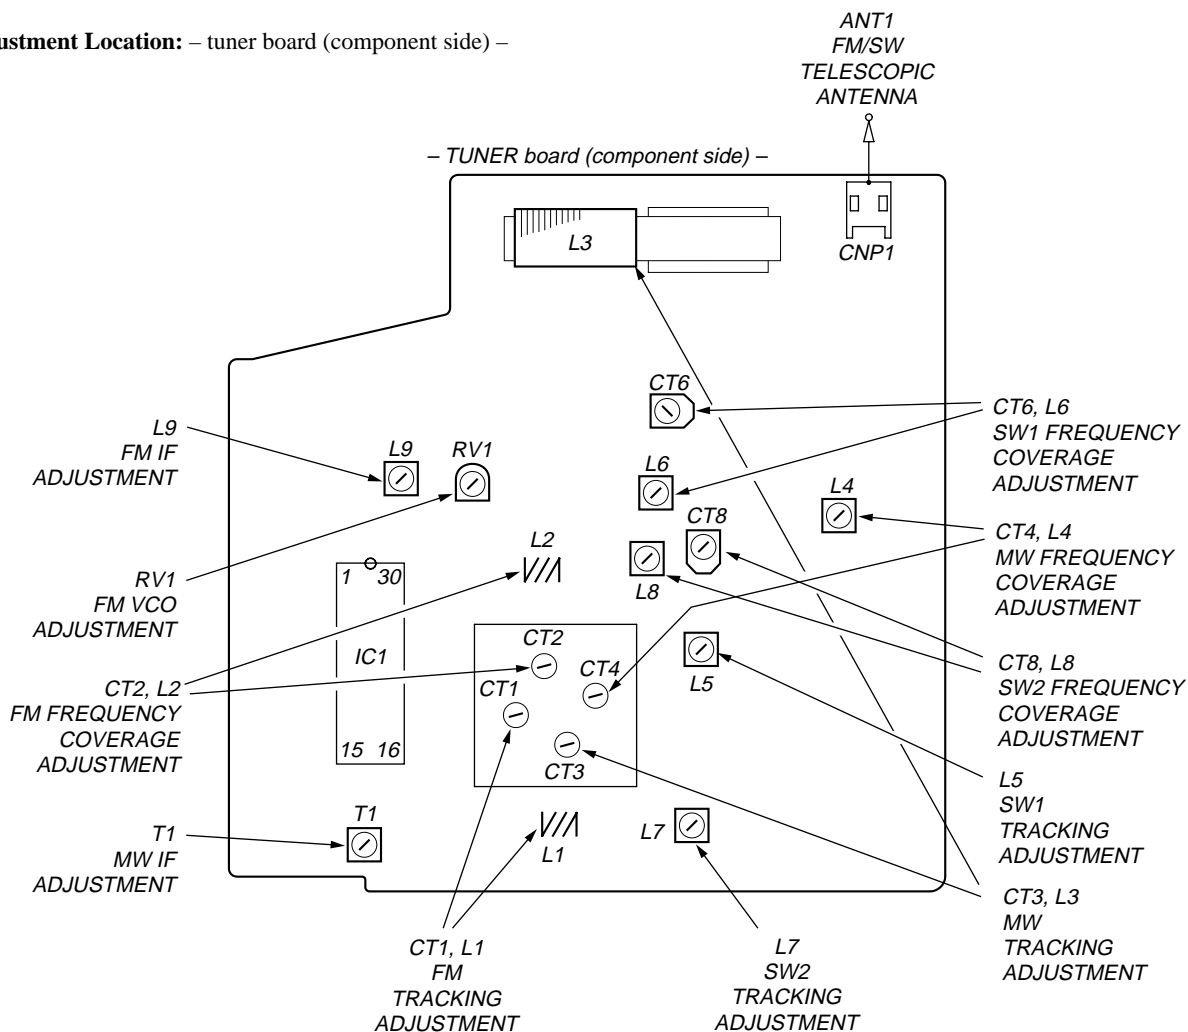 ustment Location: – tuner board (component side) –
ANT1
FM/SW
TELESCOPIC
ANTENNA
– TUNER board (component side) –
L3
CNP1
CT6
L9
FM IF
ADJUSTMENT
L9
RV1
L6
L4
CT6, L6
SW1 FREQUENCY
COVERAGE
ADJUSTMENT
CT8
L2
L8
CT4, L4
MW FREQUENCY
COVERAGE
ADJUSTMENT
RV1
FM VCO
ADJUSTMENT
1 30
IC1
15 16
CT2
CT4
CT1
CT3
L5
CT2, L2
FM FREQUENCY
COVERAGE
ADJUSTMENT
CT8, L8
SW2 FREQUENCY
COVERAGE
ADJUSTMENT
L5
SW1
TRACKING
ADJUSTMENT
T1
MW IF
ADJUSTMENT
T1
L1
L7
CT3, L3
MW
TRACKING
ADJUSTMENT
CT1, L1
FM
TRACKING
ADJUSTMENT
L7
SW2
TRACKING
ADJUSTMENT